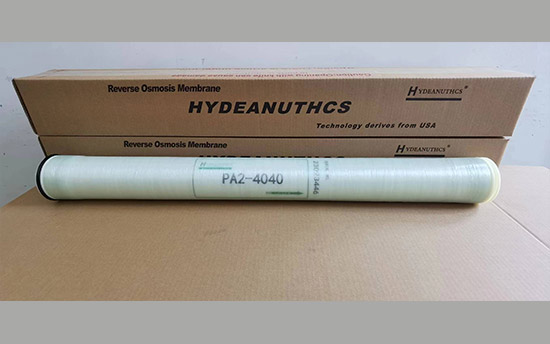 Reverse Osmosis Membrane
HYDEANUTHCS®
HYDEANUTHCS
Technology derives from USA
Reverse Osmosis Membrane
HYDEANUTHCS®
PA2-4040